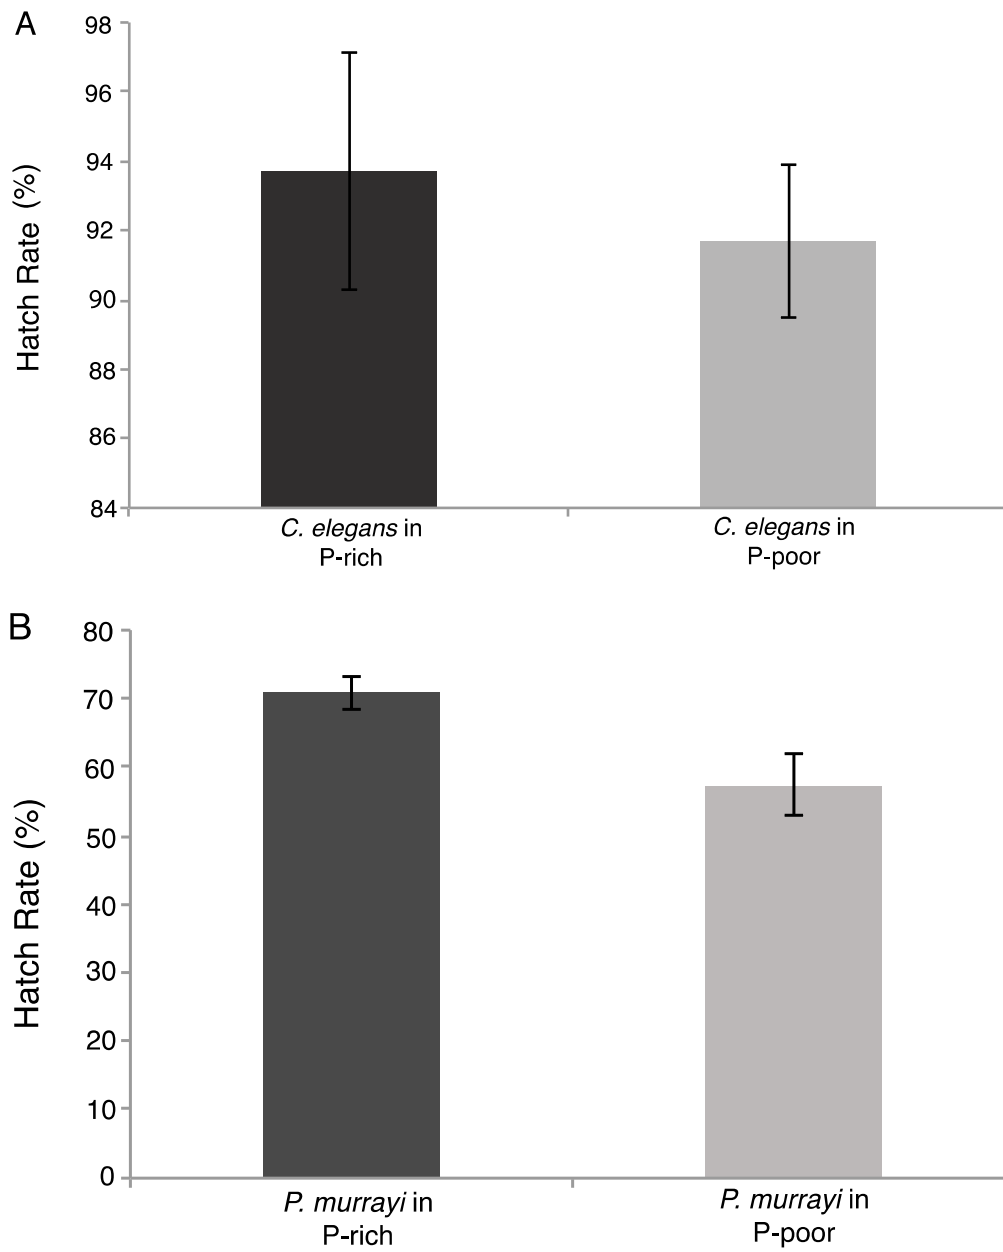 A
98
96
94
92
90
88
86
84
Hatch Rate (%)
C. elegans in
P-rich
C. elegans in
P-poor
B
80
70
60
50
40
30
20
10
0
Hatch Rate (%)
P. murrayi in
P-rich
P. murrayi in
P-poor